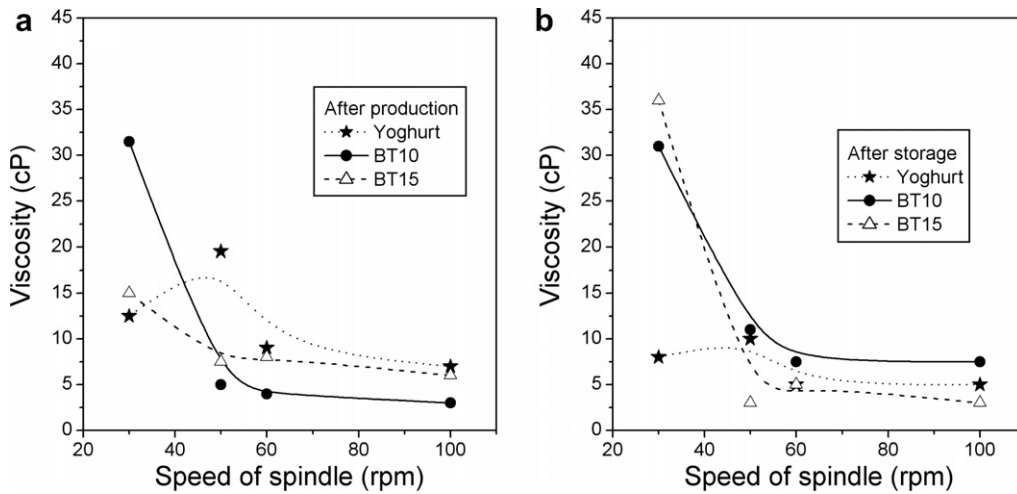 a
45
40
35
30
25
20
15
10
5
0
Viscosity (cP)
After production
Yoghurt
BT10
BT15
20 40 60 80 100
Speed of spindle (rpm)
b
45
40
35
30
25
20
15
10
5
0
Viscosity (cP)
After storage
Yoghurt
BT10
BT15
20 40 60 80 100
Speed of spindle (rpm)